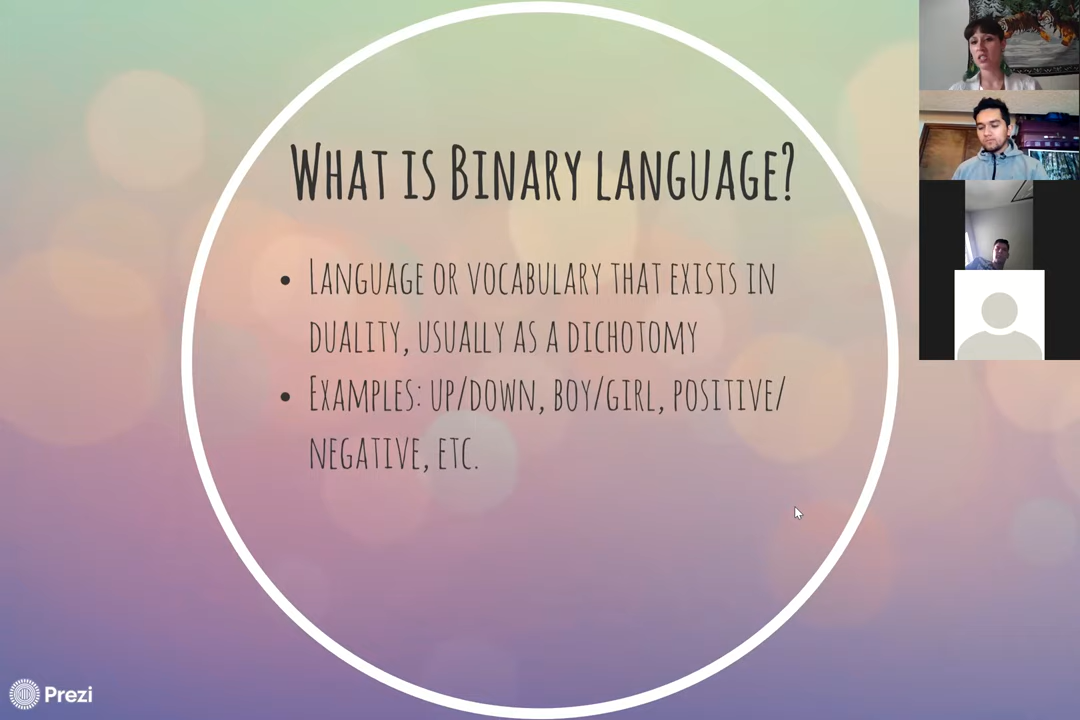 What is Binary language?
• Language or vocabulary that exists in
duality, usually as a dichotomy
• Examples: up/down, boy/girl, positive/
negative, etc.
Prezi